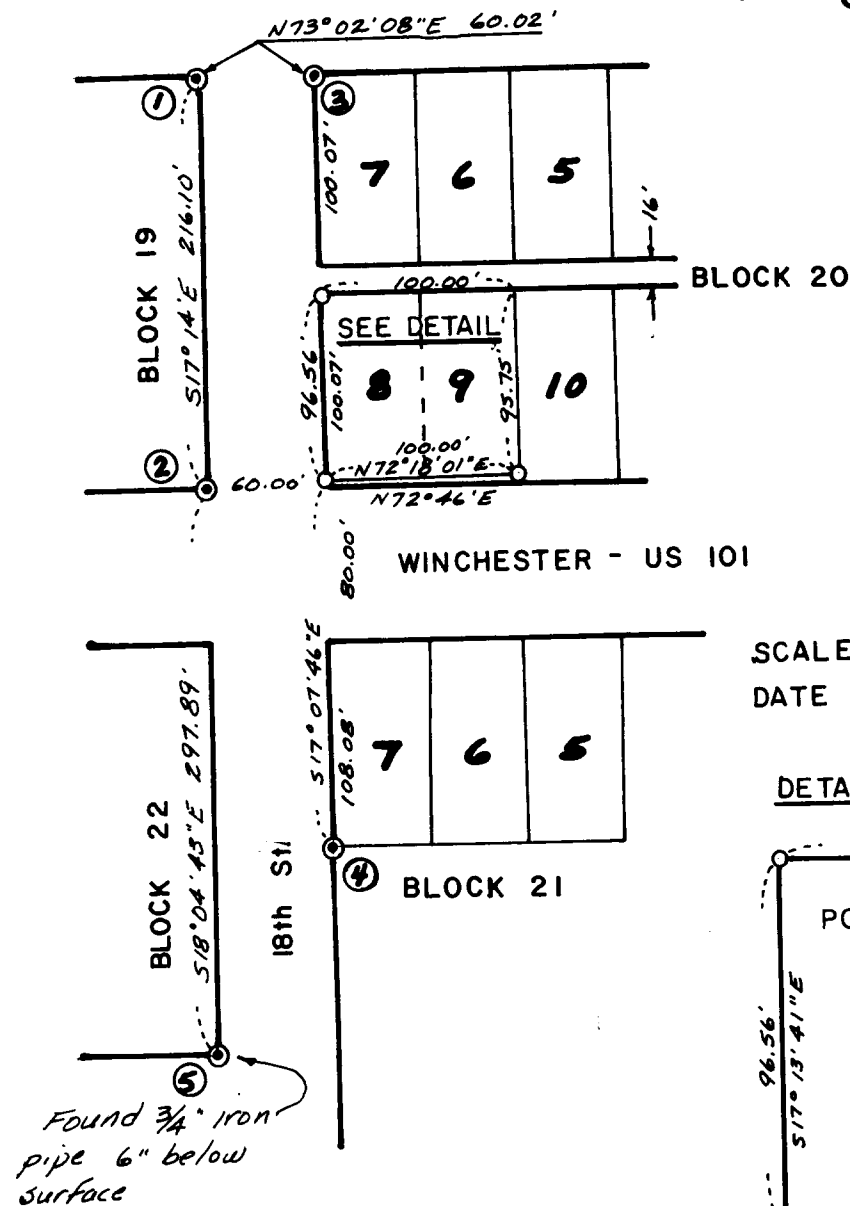 N73°02'08"E 60.02'
1
3
100.07'
7
6
5
BLOCK 19
S17°14'E 216.10'
16'
BLOCK 20
100.00'
SEE DETAIL
96.56'
100.07'
8
9
95.75'
10
100.00'
N72°18'01"E
N72°46'E
2
60.00'
80.00'
WINCHESTER - US 101
S17°07'46"E
108.08'
7
6
5
SCALE
DATE
BLOCK 22
S18°04'43"E 297.89'
18th St.
4
BLOCK 21
DETA
PO
96.56'
S17°13'41"E
5
Found 3/4" Iron
pipe 6" below
surface